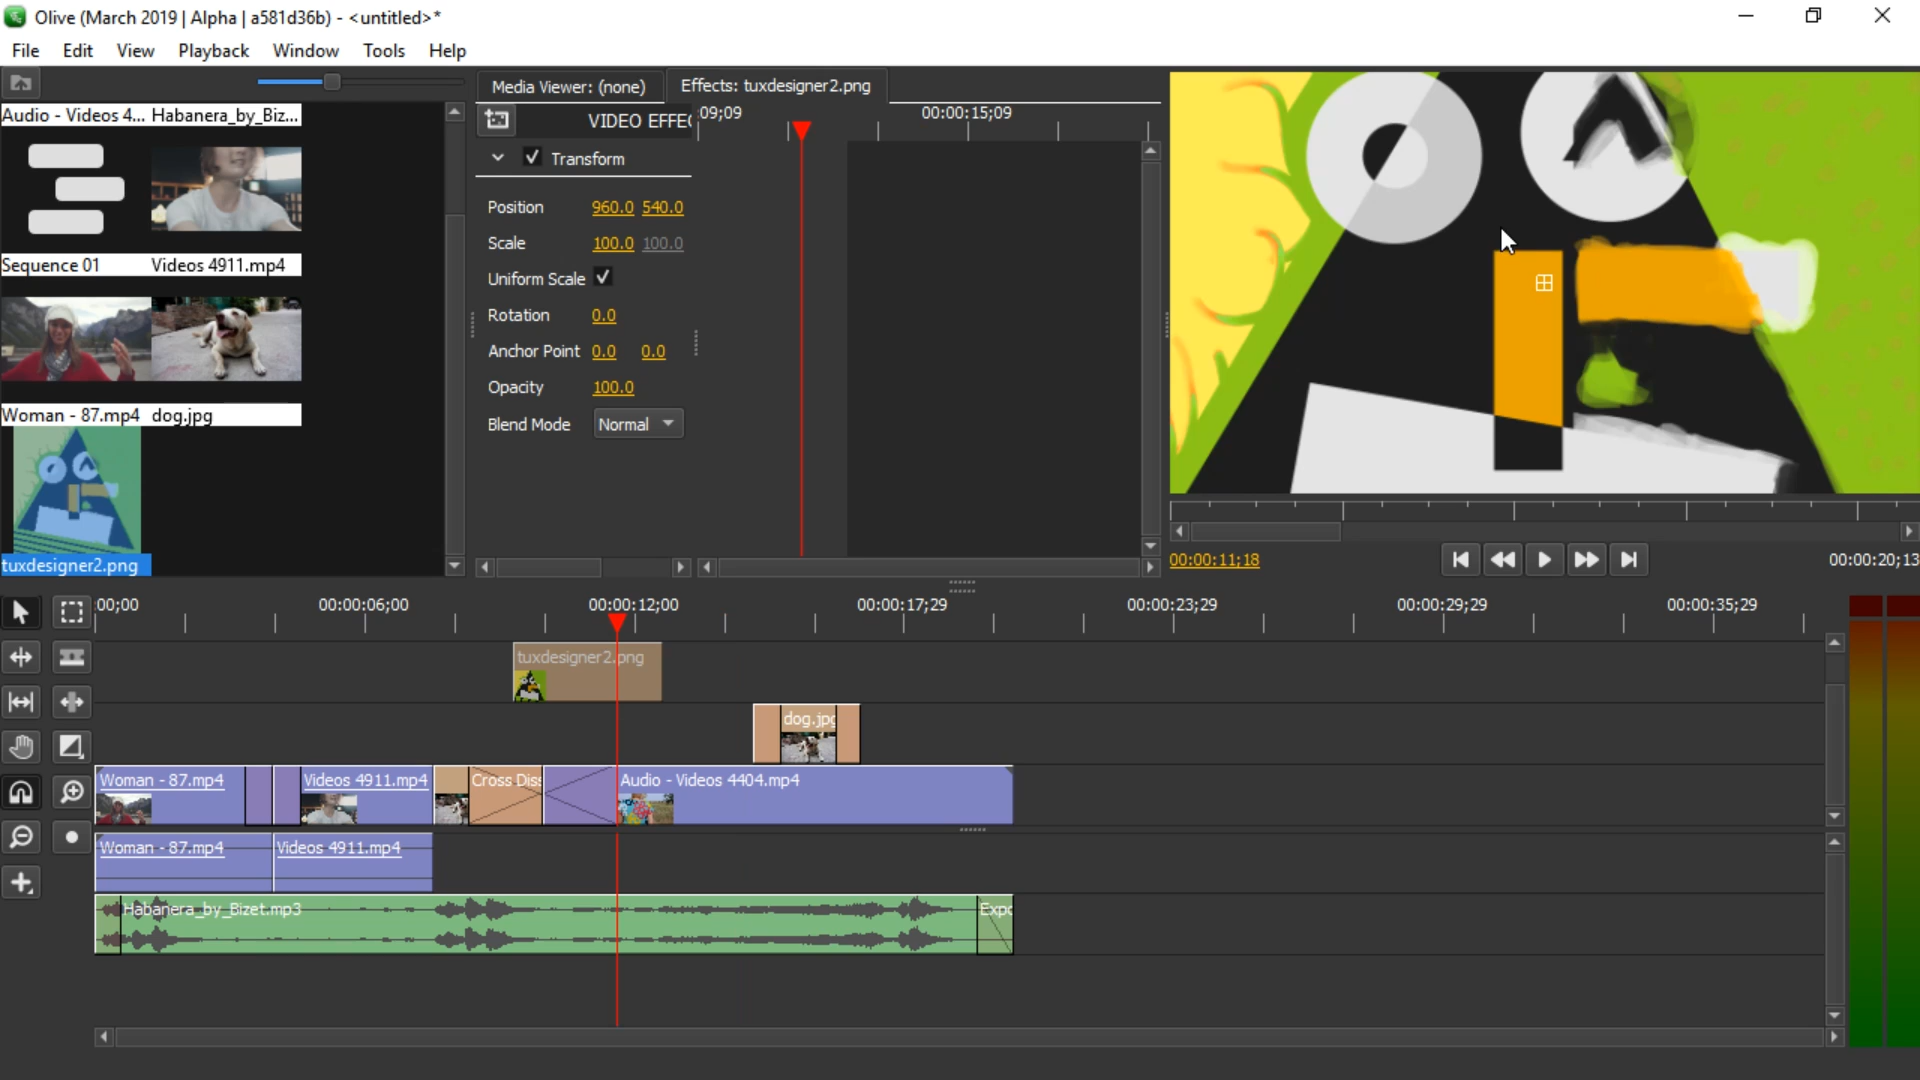 Olive (March 2019 | Alpha | a581d36b) - <untitled>*
File Edit View Playback Window Tools Help
Media Viewer: (none) Effects: tuxdesigner2.png
Audio - Videos 4... Habanera_by_Biz...
VIDEO EFFEC
09;09 00:00:15;09
Transform
Position 960.0 540.0
Scale 100.0 100.0
Sequence 01 Videos 4911.mp4
Uniform Scale
Rotation 0.0
Anchor Point 0.0 0.0
Opacity 100.0
Woman - 87.mp4 dog.jpg
Blend Mode Normal
tuxdesigner2.png
00:00:11;18 00:00:20;13
00;00 00:00:06;00 00:00:12;00 00:00:17;29 00:00:23;29 00:00:29;29 00:00:35;29
tuxdesigner2.png
dog.jpg
Woman - 87.mp4 Videos 4911.mp4 Cross Diss Audio - Videos 4404.mp4
Woman - 87.mp4 Videos 4911.mp4
Habanera_by_Bizet.mp3 Expo